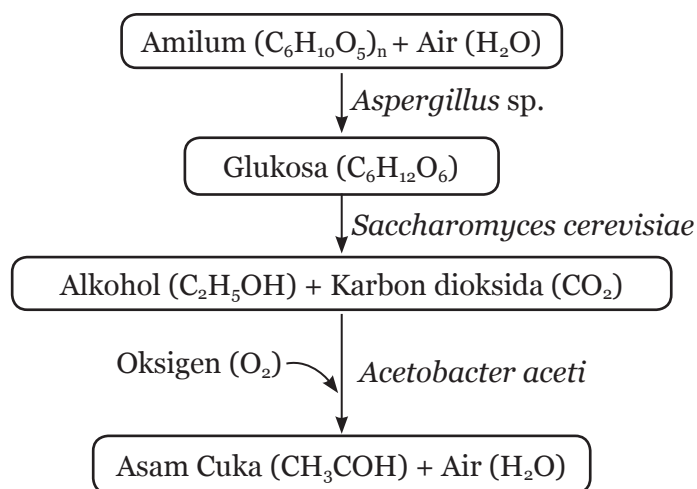 Amilum (C₆H₁₀O₅)ₙ + Air (H₂O)
Aspergillus sp.
Glukosa (C₆H₁₂O₆)
Saccharomyces cerevisiae
Alkohol (C₂H₅OH) + Karbon dioksida (CO₂)
Oksigen (O₂)
Acetobacter aceti
Asam Cuka (CH₃COH) + Air (H₂O)